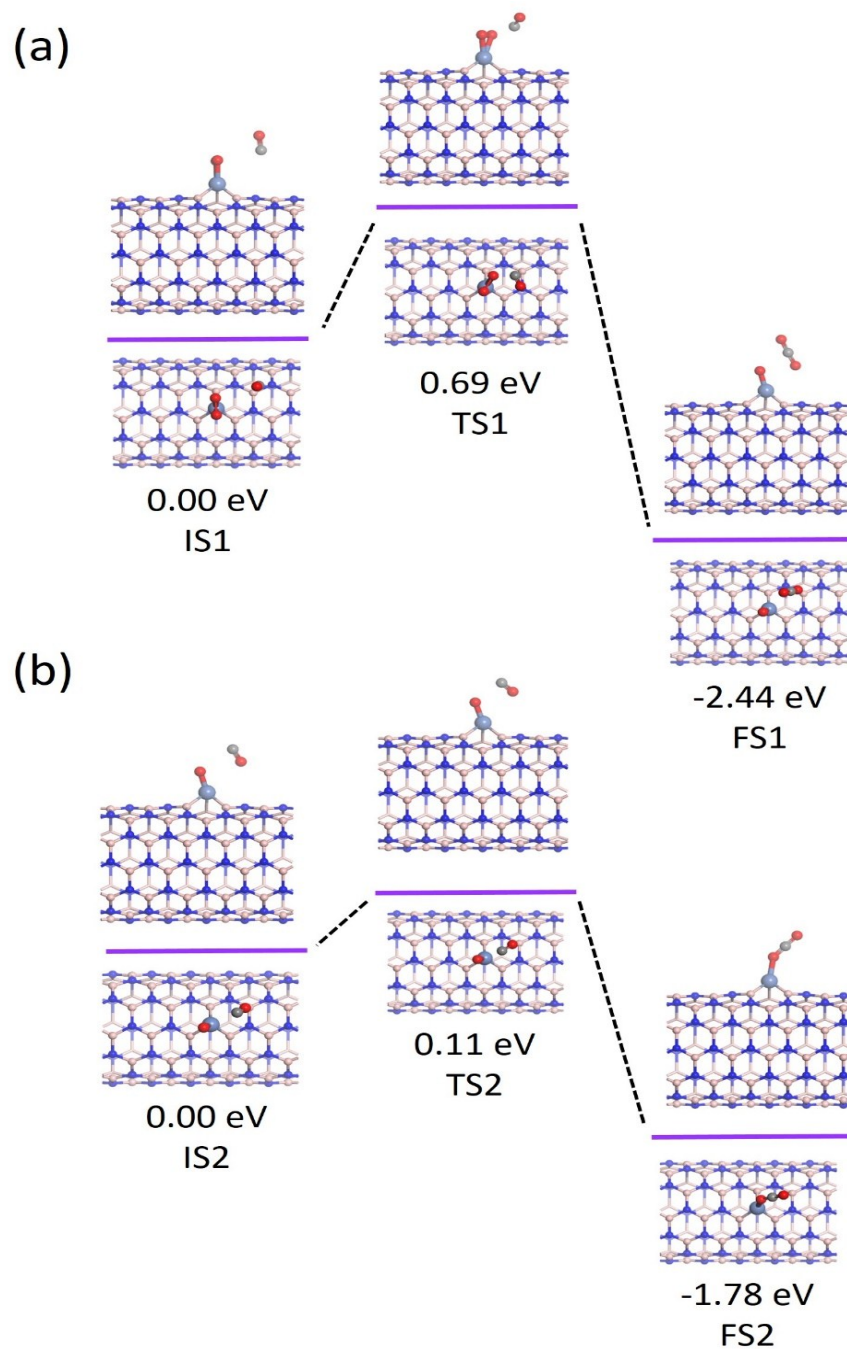 (a)
0.69 eV
TS1
0.00 eV
IS1
-2.44 eV
FS1
(b)
0.11 eV
TS2
0.00 eV
IS2
-1.78 eV
FS2